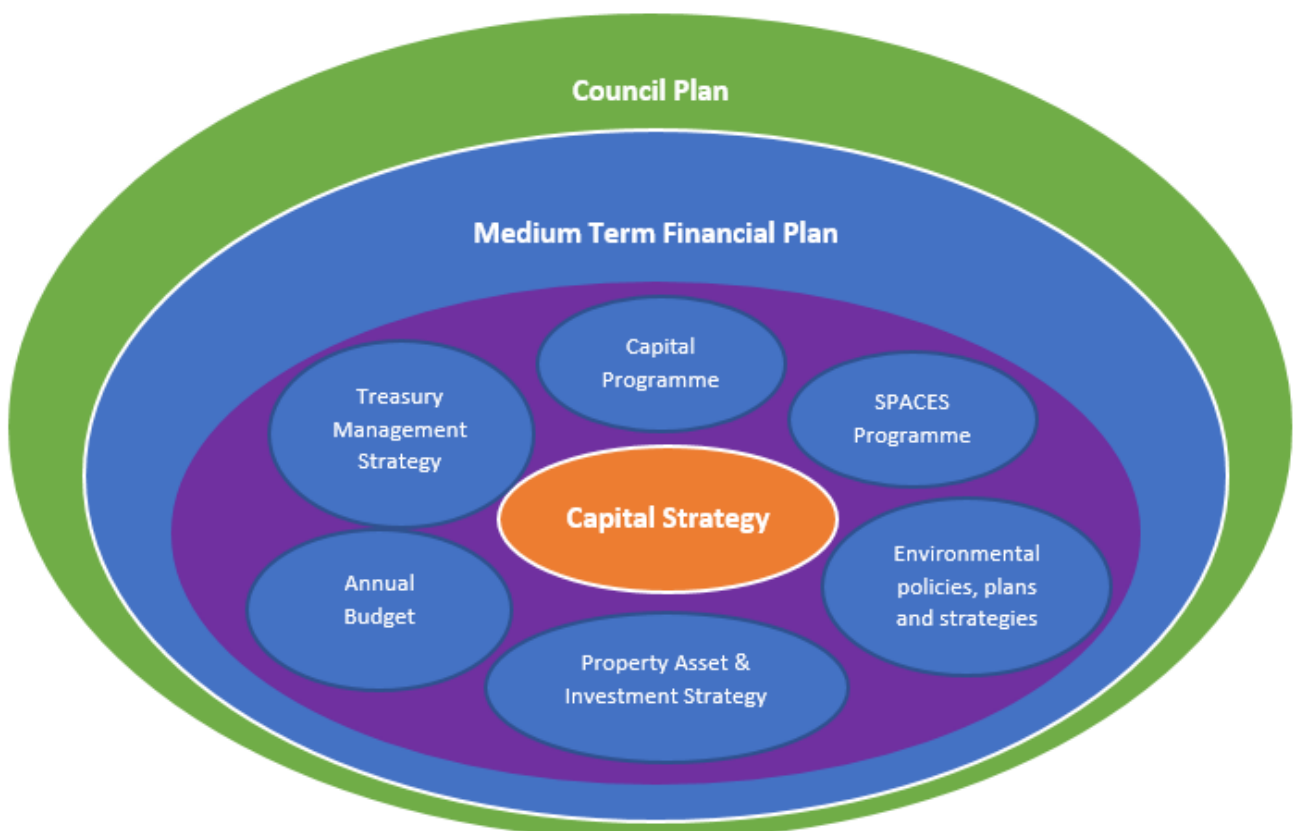 Council Plan
Medium Term Financial Plan
Capital
Programme
Treasury
Management
Strategy
SPACES
Programme
Capital Strategy
Environmental
policies, plans
and strategies
Annual
Budget
Property Asset &
Investment Strategy